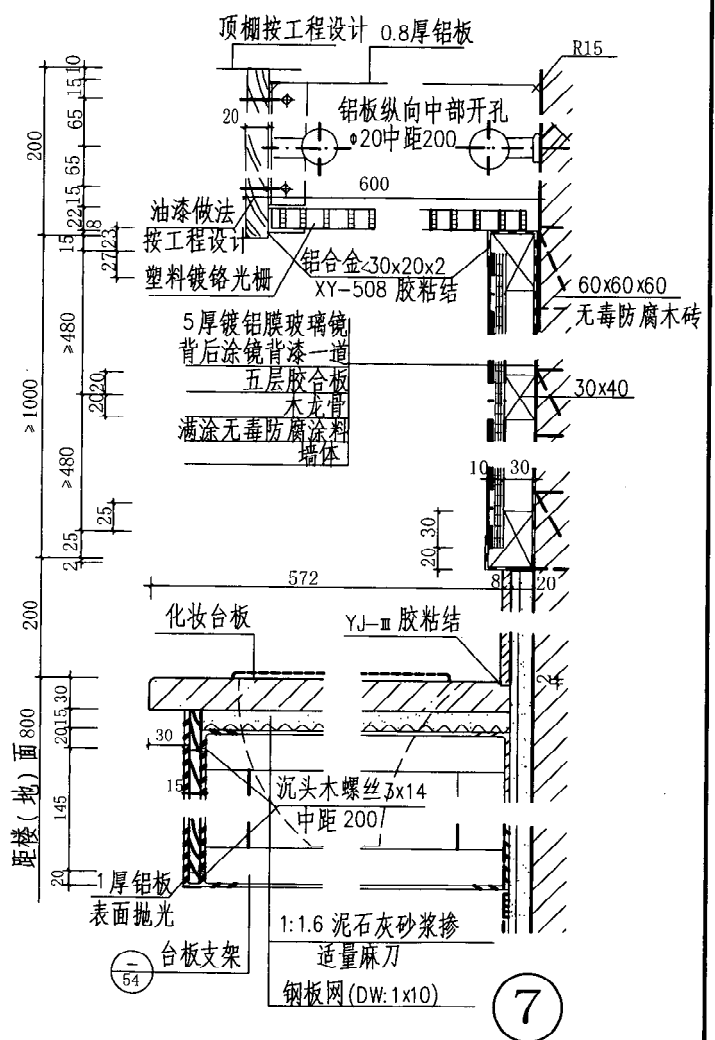 顶棚按工程设计 0.8厚铝板
R15
10
15
65
65
15
22
8
200
20
铝板纵向中部开孔
φ20中距200
600
油漆做法
按工程设计
塑料镀铬光栅
铝合金∠30x20x2
XY-508 胶粘结
60x60x60
无毒防腐木砖
15
23
27
≥480
≥1000
20
20
≥480
25
25
2
5厚镀铝膜玻璃镜
背后涂镜背漆一道
五层胶合板
木龙骨
满涂无毒防腐涂料
墙体
30x40
10 30
30
20
572
8 20
200
化妆台板
YJ-Ⅲ 胶粘结
30
15
20
145
20
距楼(地)面800
30
15
沉头木螺丝3x14
中距200
1厚铝板
表面抛光
1:1.6 泥石灰砂浆掺
适量麻刀
一
54
台板支架
钢板网(DW:1x10)
7